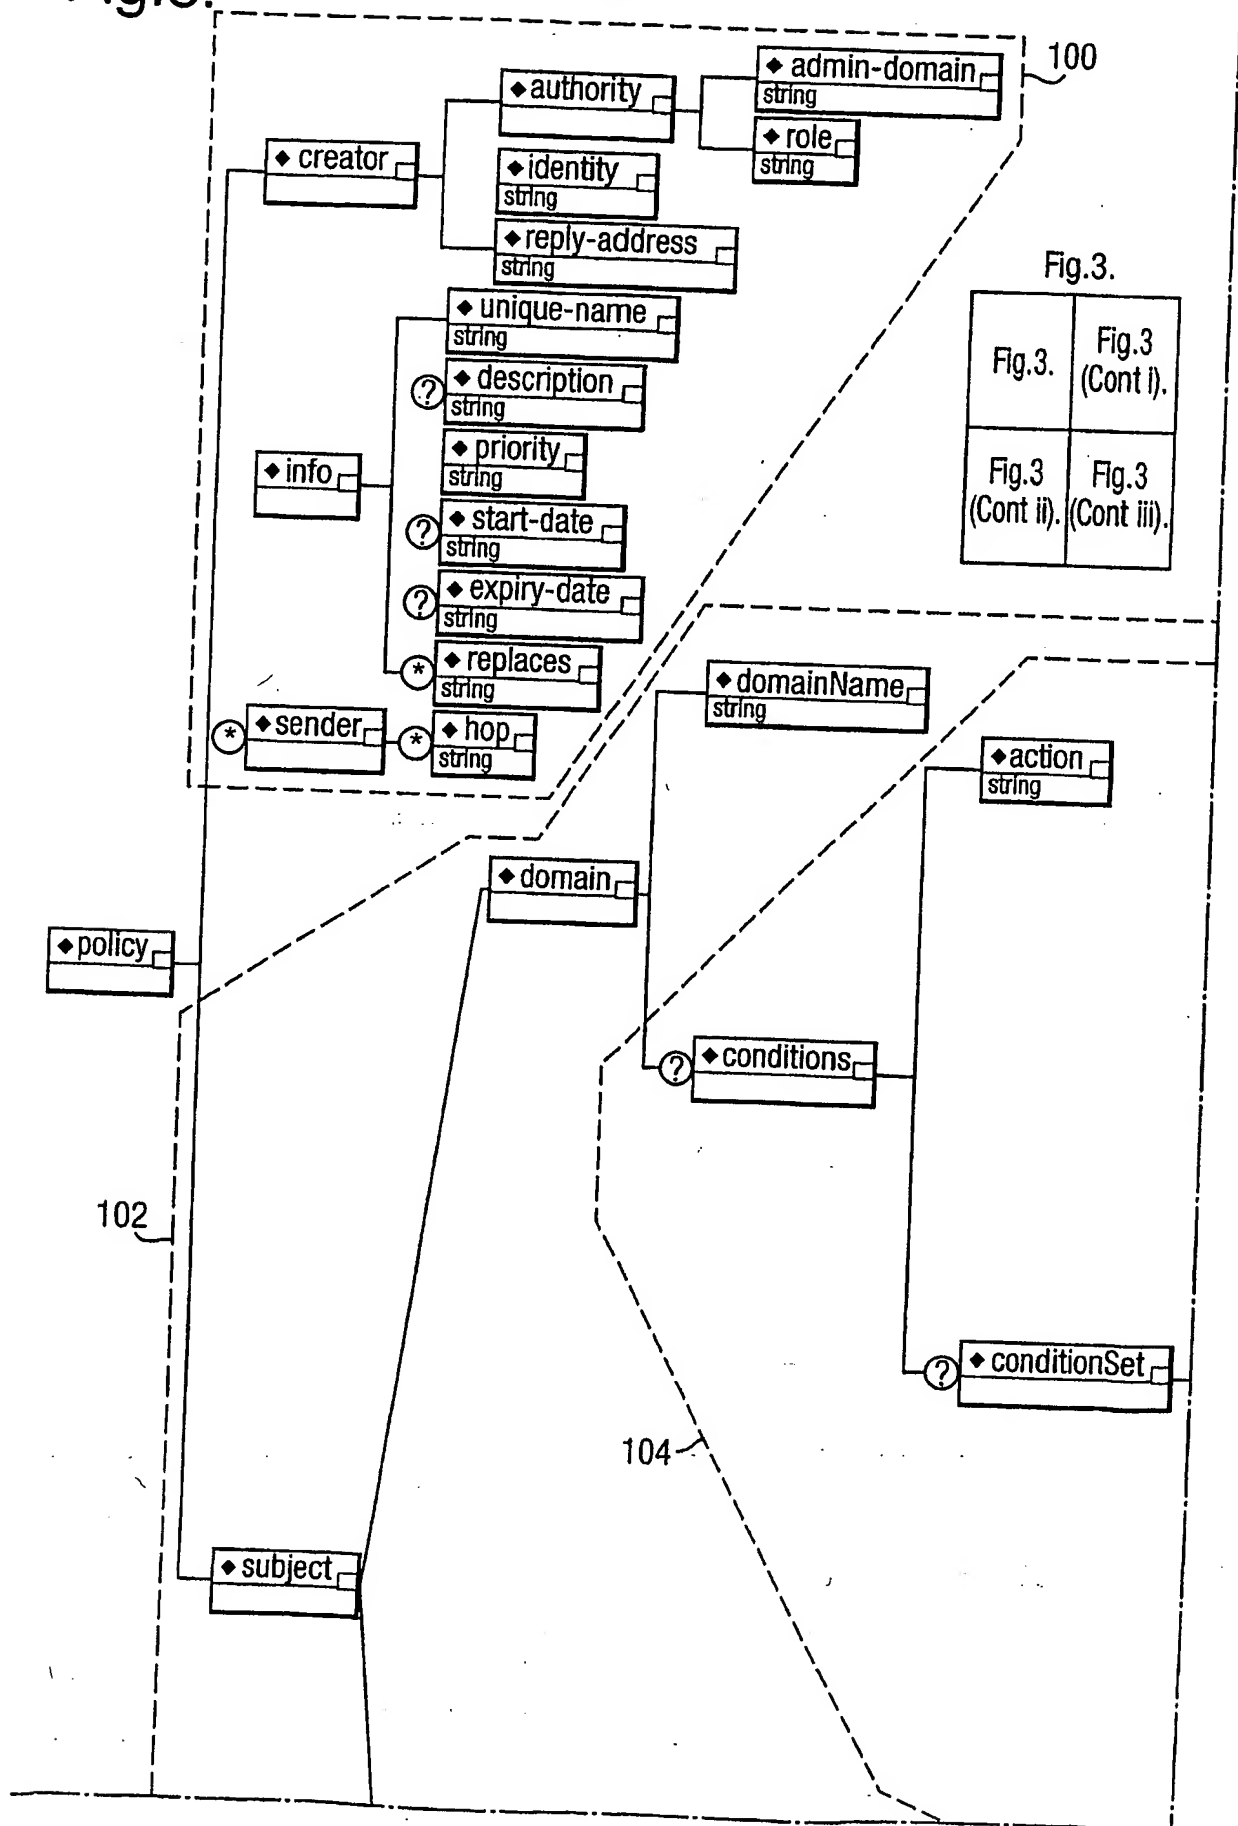 Fig.3.
100
◆ admin-domain
string
◆ authority
◆ role
string
◆ creator
◆ identity
string
◆ reply-address
string
◆ unique-name
string
? ◆ description
string
◆ priority
string
◆ info
? ◆ start-date
string
? ◆ expiry-date
string
* ◆ replaces
string
* ◆ sender
* ◆ hop
string
Fig.3.
Fig.3.
Fig.3
(Cont i).
Fig.3
(Cont ii).
Fig.3
(Cont iii).
◆ domainName
string
◆ action
string
◆ domain
◆ policy
? ◆ conditions
102
? ◆ conditionSet
104
◆ subject